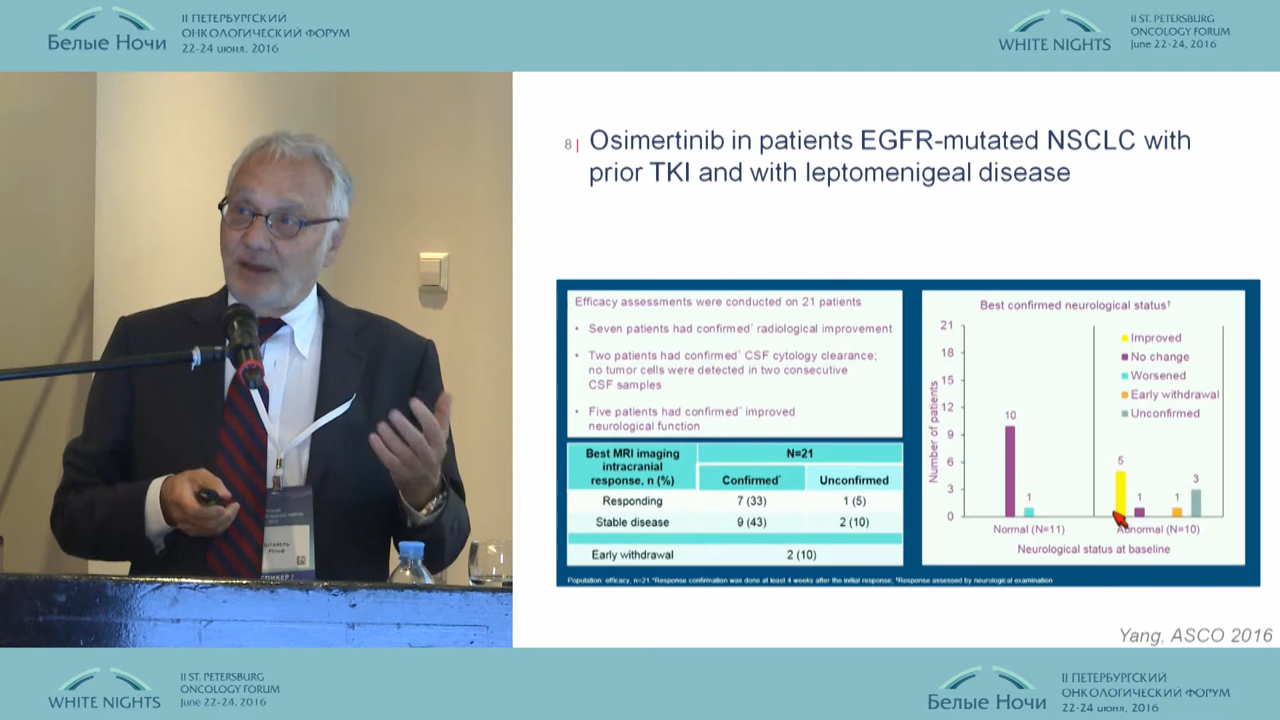 Белые Ночи
II ПЕТЕРБУРГСКИЙ
ОНКОЛОГИЧЕСКИЙ ФОРУМ
22-24 июня, 2016
WHITE NIGHTS
II ST. PETERSBURG
ONCOLOGY FORUM
June 22-24, 2016
8| Osimertinib in patients EGFR-mutated NSCLC with
prior TKI and with leptomenigeal disease
Efficacy assessments were conducted on 21 patients
• Seven patients had confirmed* radiological improvement
• Two patients had confirmed* CSF cytology clearance;
no tumor cells were detected in two consecutive
CSF samples
• Five patients had confirmed* improved
neurological function
Best MRI imaging
intracranial
response, n (%)
N=21
Confirmed*
Unconfirmed
Responding 7 (33) 1 (5)
Stable disease 9 (43) 2 (10)
Early withdrawal 2 (10)
Best confirmed neurological status†
Number of patients
21
18
15
12
9
6
3
0
10
1
5
1
1
3
Improved
No change
Worsened
Early withdrawal
Unconfirmed
Normal (N=11)
Abnormal (N=10)
Neurological status at baseline
Population: efficacy, n=21 *Response confirmation was done at least 4 weeks after the initial response; †Response assessed by neurological examination
Yang, ASCO 2016
WHITE NIGHTS
II ST. PETERSBURG
ONCOLOGY FORUM
June 22-24, 2016
Белые Ночи
II ПЕТЕРБУРГСКИЙ
ОНКОЛОГИЧЕСКИЙ ФОРУМ
22-24 июня, 2016